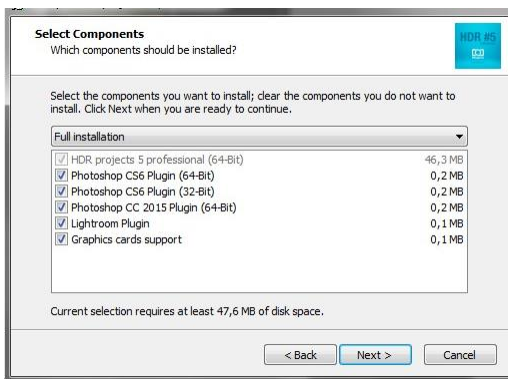 Select Components
Which components should be installed?
HDR #5
Select the components you want to install; clear the components you do not want to
install. Click Next when you are ready to continue.
Full installation
HDR projects 5 professional (64-Bit) 46,3 MB
Photoshop CS6 Plugin (64-Bit) 0,2 MB
Photoshop CS6 Plugin (32-Bit) 0,2 MB
Photoshop CC 2015 Plugin (64-Bit) 0,2 MB
Lightroom Plugin 0,1 MB
Graphics cards support 0,1 MB
Current selection requires at least 47,6 MB of disk space.
< Back Next > Cancel